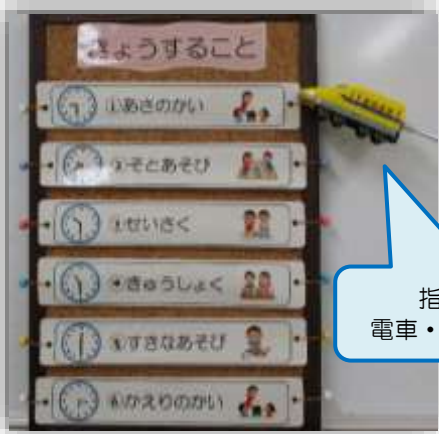 きょうすること
①あさのかい
②そとあそび
③せいさく
④きゅうしょく
⑤すきなあそび
⑥かえりのかい
指
電車・